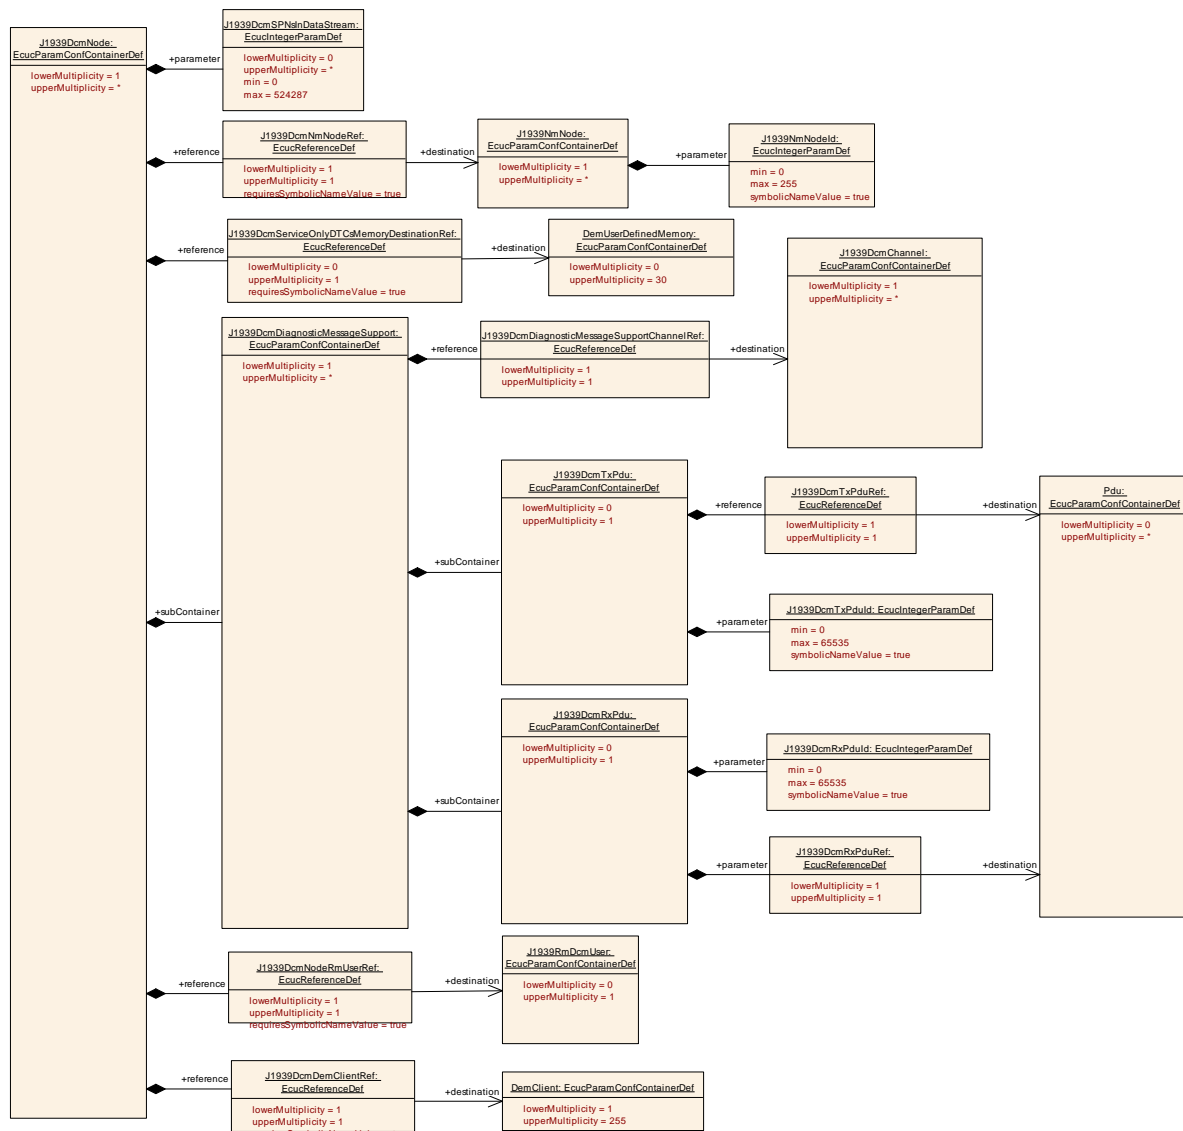 J1939DcmNode:
EcucParamConfContainerDef
lowerMultiplicity = 1
upperMultiplicity = *
+parameter
J1939DcmSPNsInDataStream:
EcucIntegerParamDef
lowerMultiplicity = 0
upperMultiplicity = *
min = 0
max = 524287
+reference
J1939DcmNmNodeRef:
EcucReferenceDef
lowerMultiplicity = 1
upperMultiplicity = 1
requiresSymbolicNameValue = true
+destination
J1939NmNode:
EcucParamConfContainerDef
lowerMultiplicity = 1
upperMultiplicity = *
+parameter
J1939NmNodeId:
EcucIntegerParamDef
min = 0
max = 255
symbolicNameValue = true
+reference
J1939DcmServiceOnlyDTCsMemoryDestinationRef:
EcucReferenceDef
lowerMultiplicity = 0
upperMultiplicity = 1
requiresSymbolicNameValue = true
+destination
DemUserDefinedMemory:
EcucParamConfContainerDef
lowerMultiplicity = 0
upperMultiplicity = 30
J1939DcmChannel:
EcucParamConfContainerDef
lowerMultiplicity = 1
upperMultiplicity = *
+subContainer
J1939DcmDiagnosticMessageSupport:
EcucParamConfContainerDef
lowerMultiplicity = 1
upperMultiplicity = *
+reference
J1939DcmDiagnosticMessageSupportChannelRef:
EcucReferenceDef
lowerMultiplicity = 1
upperMultiplicity = 1
+destination
+subContainer
J1939DcmTxPdu:
EcucParamConfContainerDef
lowerMultiplicity = 0
upperMultiplicity = 1
+reference
J1939DcmTxPduRef:
EcucReferenceDef
lowerMultiplicity = 1
upperMultiplicity = 1
+destination
Pdu:
EcucParamConfContainerDef
lowerMultiplicity = 0
upperMultiplicity = *
+parameter
J1939DcmTxPduId: EcucIntegerParamDef
min = 0
max = 65535
symbolicNameValue = true
+subContainer
J1939DcmRxPdu:
EcucParamConfContainerDef
lowerMultiplicity = 0
upperMultiplicity = 1
+parameter
J1939DcmRxPduId: EcucIntegerParamDef
min = 0
max = 65535
symbolicNameValue = true
+parameter
J1939DcmRxPduRef:
EcucReferenceDef
lowerMultiplicity = 1
upperMultiplicity = 1
+destination
+reference
J1939DcmNodeRmUserRef:
EcucReferenceDef
lowerMultiplicity = 1
upperMultiplicity = 1
requiresSymbolicNameValue = true
+destination
J1939RmDcmUser:
EcucParamConfContainerDef
lowerMultiplicity = 0
upperMultiplicity = 1
+reference
J1939DcmDemClientRef:
EcucReferenceDef
lowerMultiplicity = 1
upperMultiplicity = 1
+destination
DemClient: EcucParamConfContainerDef
lowerMultiplicity = 1
upperMultiplicity = 255